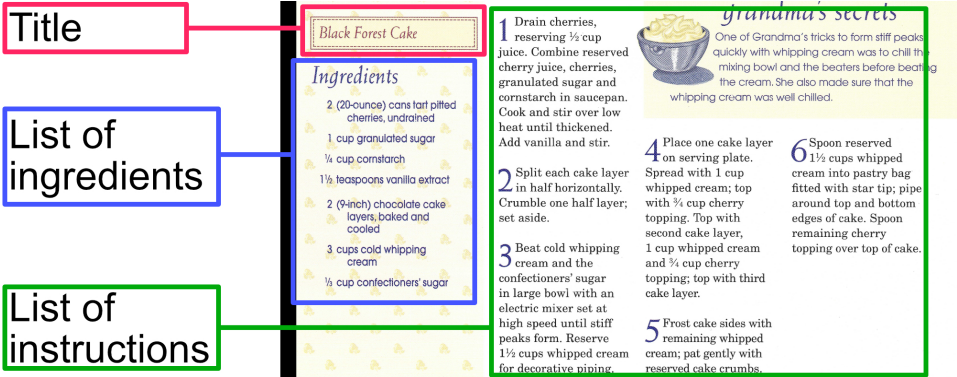 Title
List of
ingredients
List of
instructions
Black Forest Cake
Ingredients
2 (20-ounce) cans tart pitted
cherries, undrained
1 cup granulated sugar
¼ cup cornstarch
1½ teaspoons vanilla extract
2 (9-inch) chocolate cake
layers, baked and
cooled
3 cups cold whipping
cream
⅓ cup confectioners' sugar
1 Drain cherries,
reserving ½ cup
juice. Combine reserved
cherry juice, cherries,
granulated sugar and
cornstarch in saucepan.
Cook and stir over low
heat until thickened.
Add vanilla and stir.
2 Split each cake layer
in half horizontally.
Crumble one half layer;
set aside.
3 Beat cold whipping
cream and the
confectioners' sugar
in large bowl with an
electric mixer set at
high speed until stiff
peaks form. Reserve
1½ cups whipped cream
for decorative piping.
grandma's secrets
One of Grandma's tricks to form stiff peaks
quickly with whipping cream was to chill the
mixing bowl and the beaters before beating
the cream. She also made sure that the
whipping cream was well chilled.
4 Place one cake layer
on serving plate.
Spread with 1 cup
whipped cream; top
with ¾ cup cherry
topping. Top with
second cake layer,
1 cup whipped cream
and ¾ cup cherry
topping; top with third
cake layer.
5 Frost cake sides with
remaining whipped
cream; pat gently with
reserved cake crumbs.
6 Spoon reserved
1½ cups whipped
cream into pastry bag
fitted with star tip; pipe
around top and bottom
edges of cake. Spoon
remaining cherry
topping over top of cake.